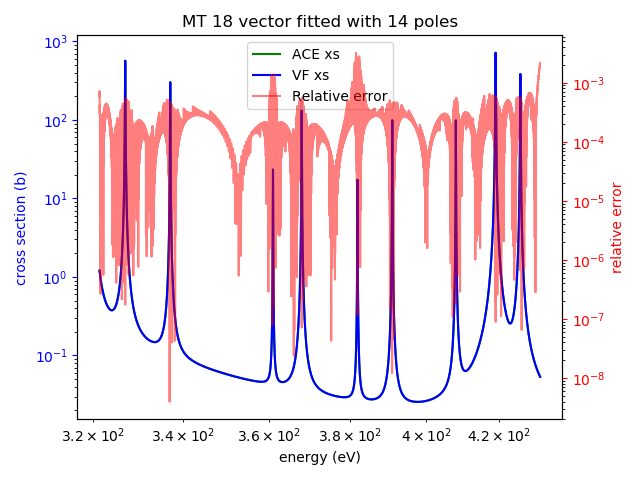 MT 18 vector fitted with 14 poles
ACE xs
VF xs
Relative error
cross section (b)
10³
10²
10¹
10⁰
10⁻¹
10⁻³
10⁻⁴
10⁻⁵
10⁻⁶
10⁻⁷
10⁻⁸
relative error
3.2 × 10² 3.4 × 10² 3.6 × 10² 3.8 × 10² 4 × 10² 4.2 × 10²
energy (eV)